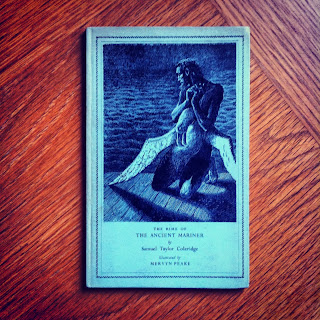 THE RIME OF
THE ANCIENT MARINER
by
Samuel Taylor Coleridge
Illustrated by
MERVYN PEAKE